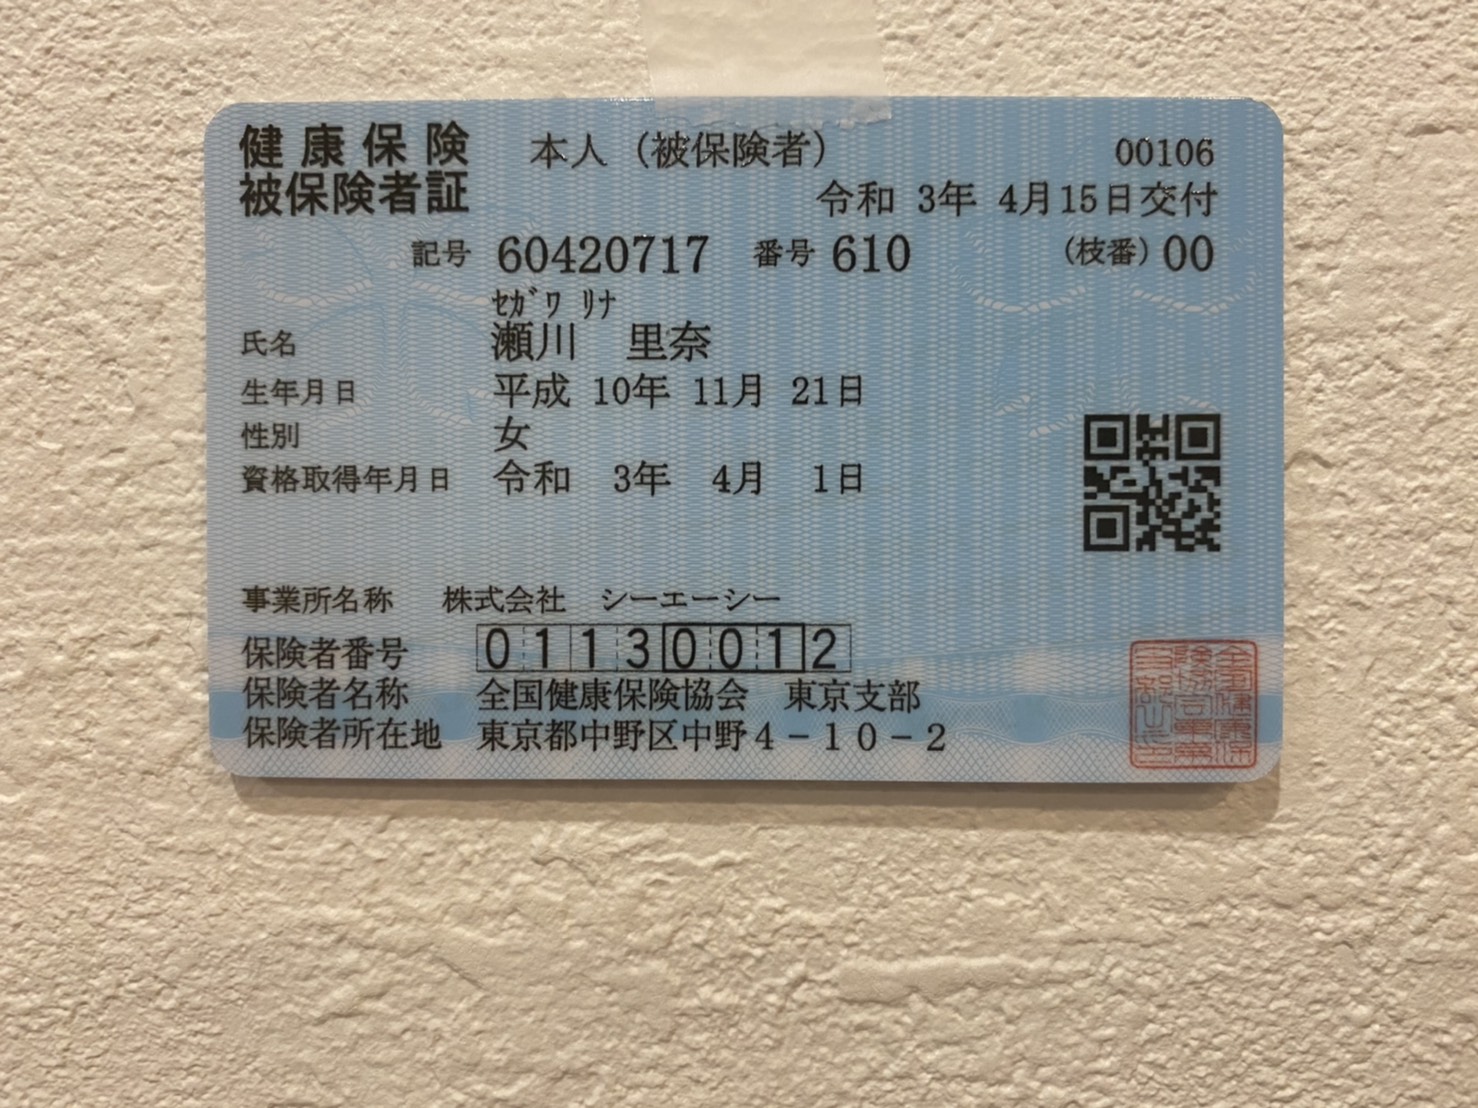 健康保険 本人（被保険者） 00106
被保険者証 令和 3年 4月15日交付
記号 60420717 番号 610 （枝番）00
ｾｶﾞﾜ ﾘﾅ
氏名 瀬川 里奈
生年月日 平成 10年 11月 21日
性別 女
資格取得年月日 令和 3年 4月 1日
事業所名称 株式会社 シーエーシー
保険者番号 01130012
保険者名称 全国健康保険協会 東京支部
保険者所在地 東京都中野区中野４－１０－２